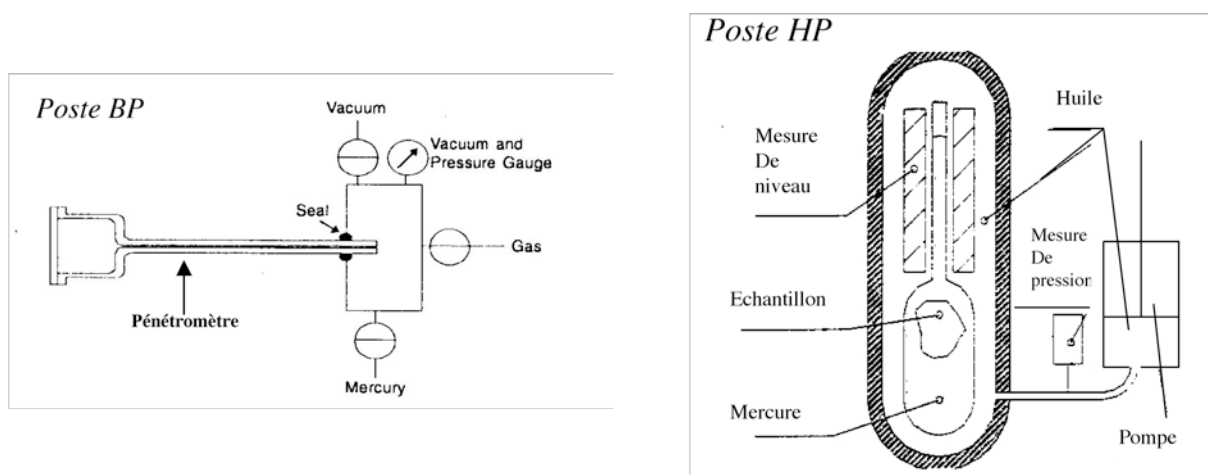 Poste BP
Vacuum
Vacuum and
Pressure Gauge
Seal
Gas
Pénétromètre
Mercury
Poste HP
Huile
Mesure
De
niveau
Mesure
De
pression
Echantillon
Mercure
Pompe